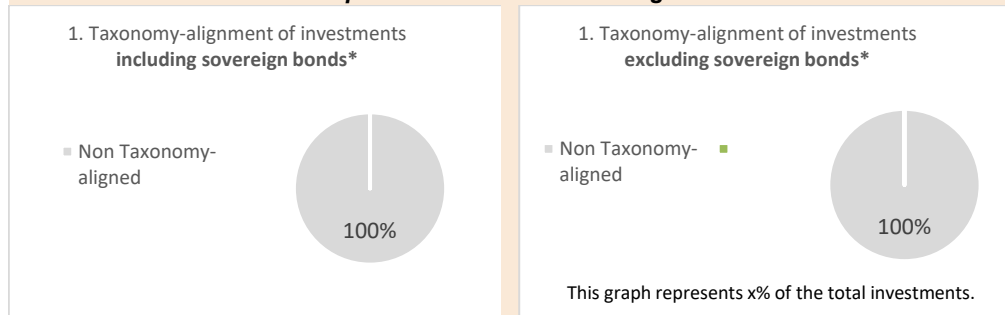 1. Taxonomy-alignment of investments
including sovereign bonds*
Non Taxonomy-
aligned
100%
1. Taxonomy-alignment of investments
excluding sovereign bonds*
Non Taxonomy-
aligned
100%
This graph represents x% of the total investments.